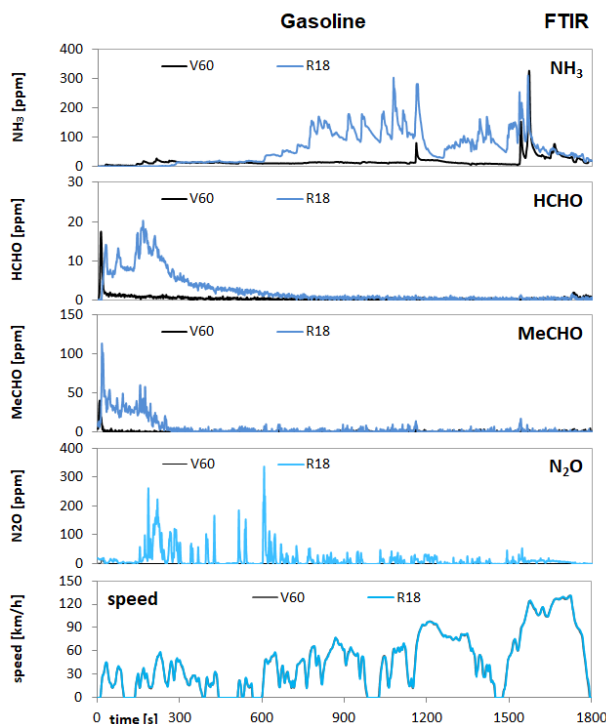 Gasoline FTIR
400 V60 R18 NH₃
300
200
100
0
NH₃ [ppm]
30 V60 R18 HCHO
20
10
0
HCHO [ppm]
150 V60 R18 MeCHO
100
50
0
MeCHO [ppm]
400 V60 R18 N₂O
300
200
100
0
N2O [ppm]
150 speed V60 R18
120
90
60
30
0
speed [km/h]
0 time [s] 300 600 900 1200 1500 1800